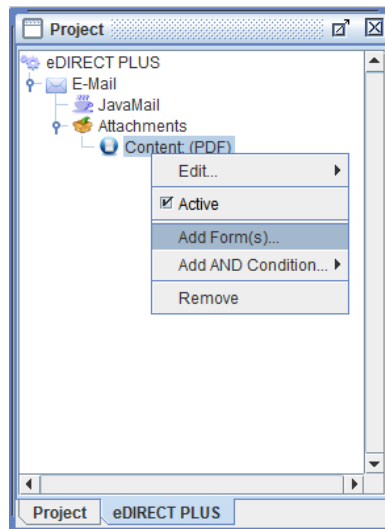 Project
eDIRECT PLUS
E-Mail
JavaMail
Attachments
Content: (PDF)
Edit...
Active
Add Form(s)...
Add AND Condition...
Remove
Project eDIRECT PLUS